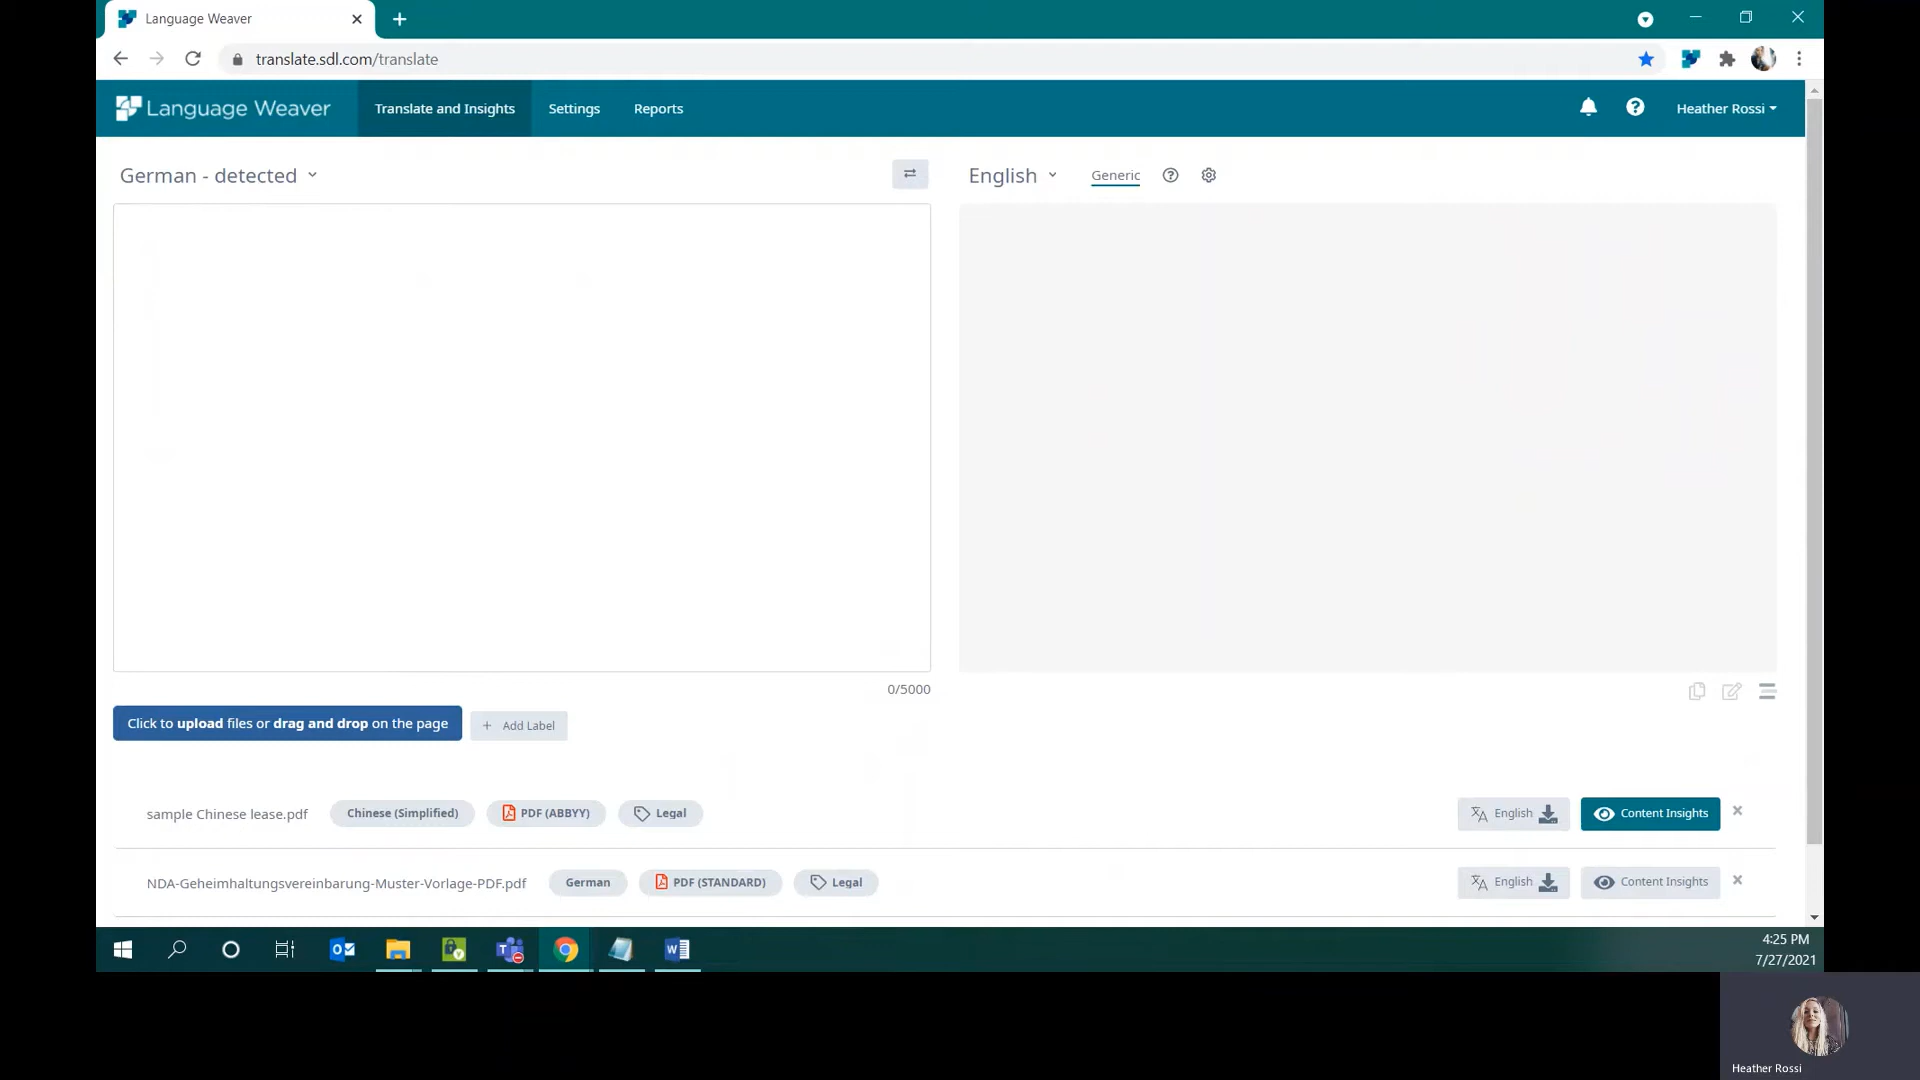 Language Weaver
translate.sdl.com/translate
Language Weaver
Translate and Insights
Settings
Reports
Heather Rossi
German - detected
English
Generic
0/5000
Click to upload files or drag and drop on the page
+ Add Label
sample Chinese lease.pdf
Chinese (Simplified)
PDF (ABBYY)
Legal
English
Content Insights
NDA-Geheimhaltungsvereinbarung-Muster-Vorlage-PDF.pdf
German
PDF (STANDARD)
Legal
English
Content Insights
4:25 PM
7/27/2021
Heather Rossi